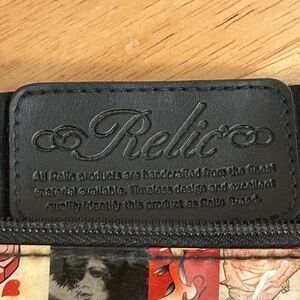 Relic
All Relic products are handcrafted from the finest
material available. Timeless design and excellent
quality identify this product as Relic Brand.